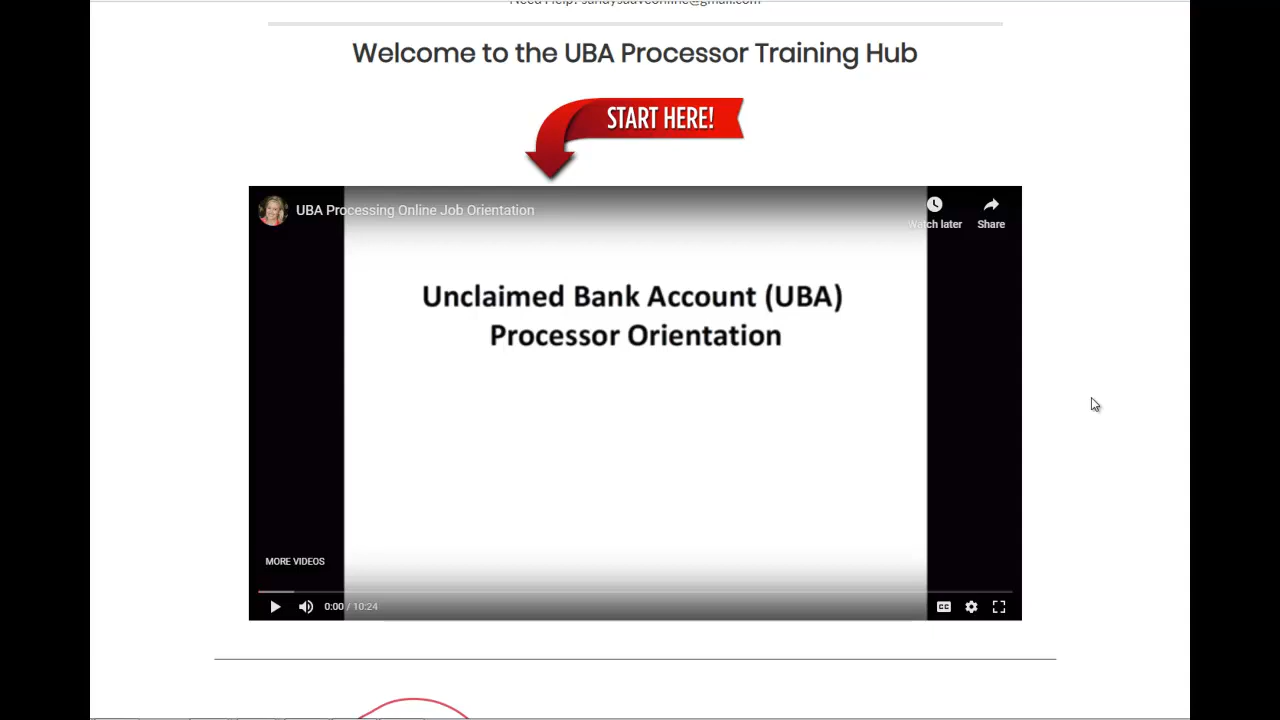 Welcome to the UBA Processor Training Hub
START HERE!
UBA Processing Online Job Orientation
Watch later
Share
Unclaimed Bank Account (UBA)
Processor Orientation
MORE VIDEOS
0:00 / 10:24
CC